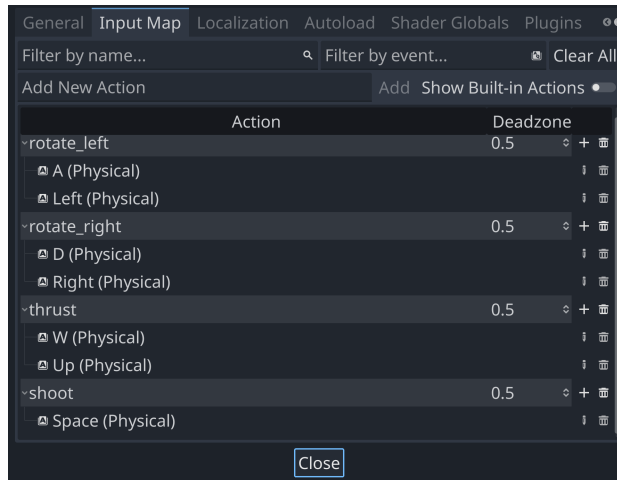 General Input Map Localization Autoload Shader Globals Plugins
Filter by name... Filter by event... Clear All
Add New Action Add Show Built-in Actions
Action Deadzone
rotate_left 0.5
A (Physical)
Left (Physical)
rotate_right 0.5
D (Physical)
Right (Physical)
thrust 0.5
W (Physical)
Up (Physical)
shoot 0.5
Space (Physical)
Close